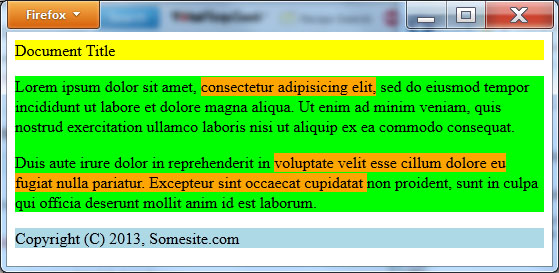 Firefox
Document Title
Lorem ipsum dolor sit amet, consectetur adipisicing elit, sed do eiusmod tempor
incididunt ut labore et dolore magna aliqua. Ut enim ad minim veniam, quis
nostrud exercitation ullamco laboris nisi ut aliquip ex ea commodo consequat.
Duis aute irure dolor in reprehenderit in voluptate velit esse cillum dolore eu
fugiat nulla pariatur. Excepteur sint occaecat cupidatat non proident, sunt in culpa
qui officia deserunt mollit anim id est laborum.
Copyright (C) 2013, Somesite.com